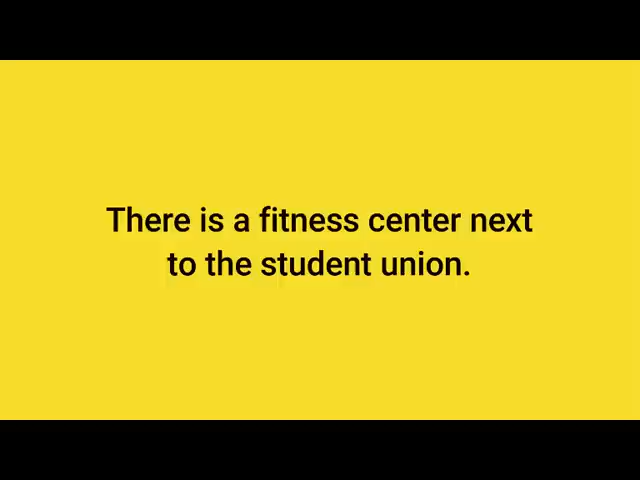 There is a fitness center next
to the student union.